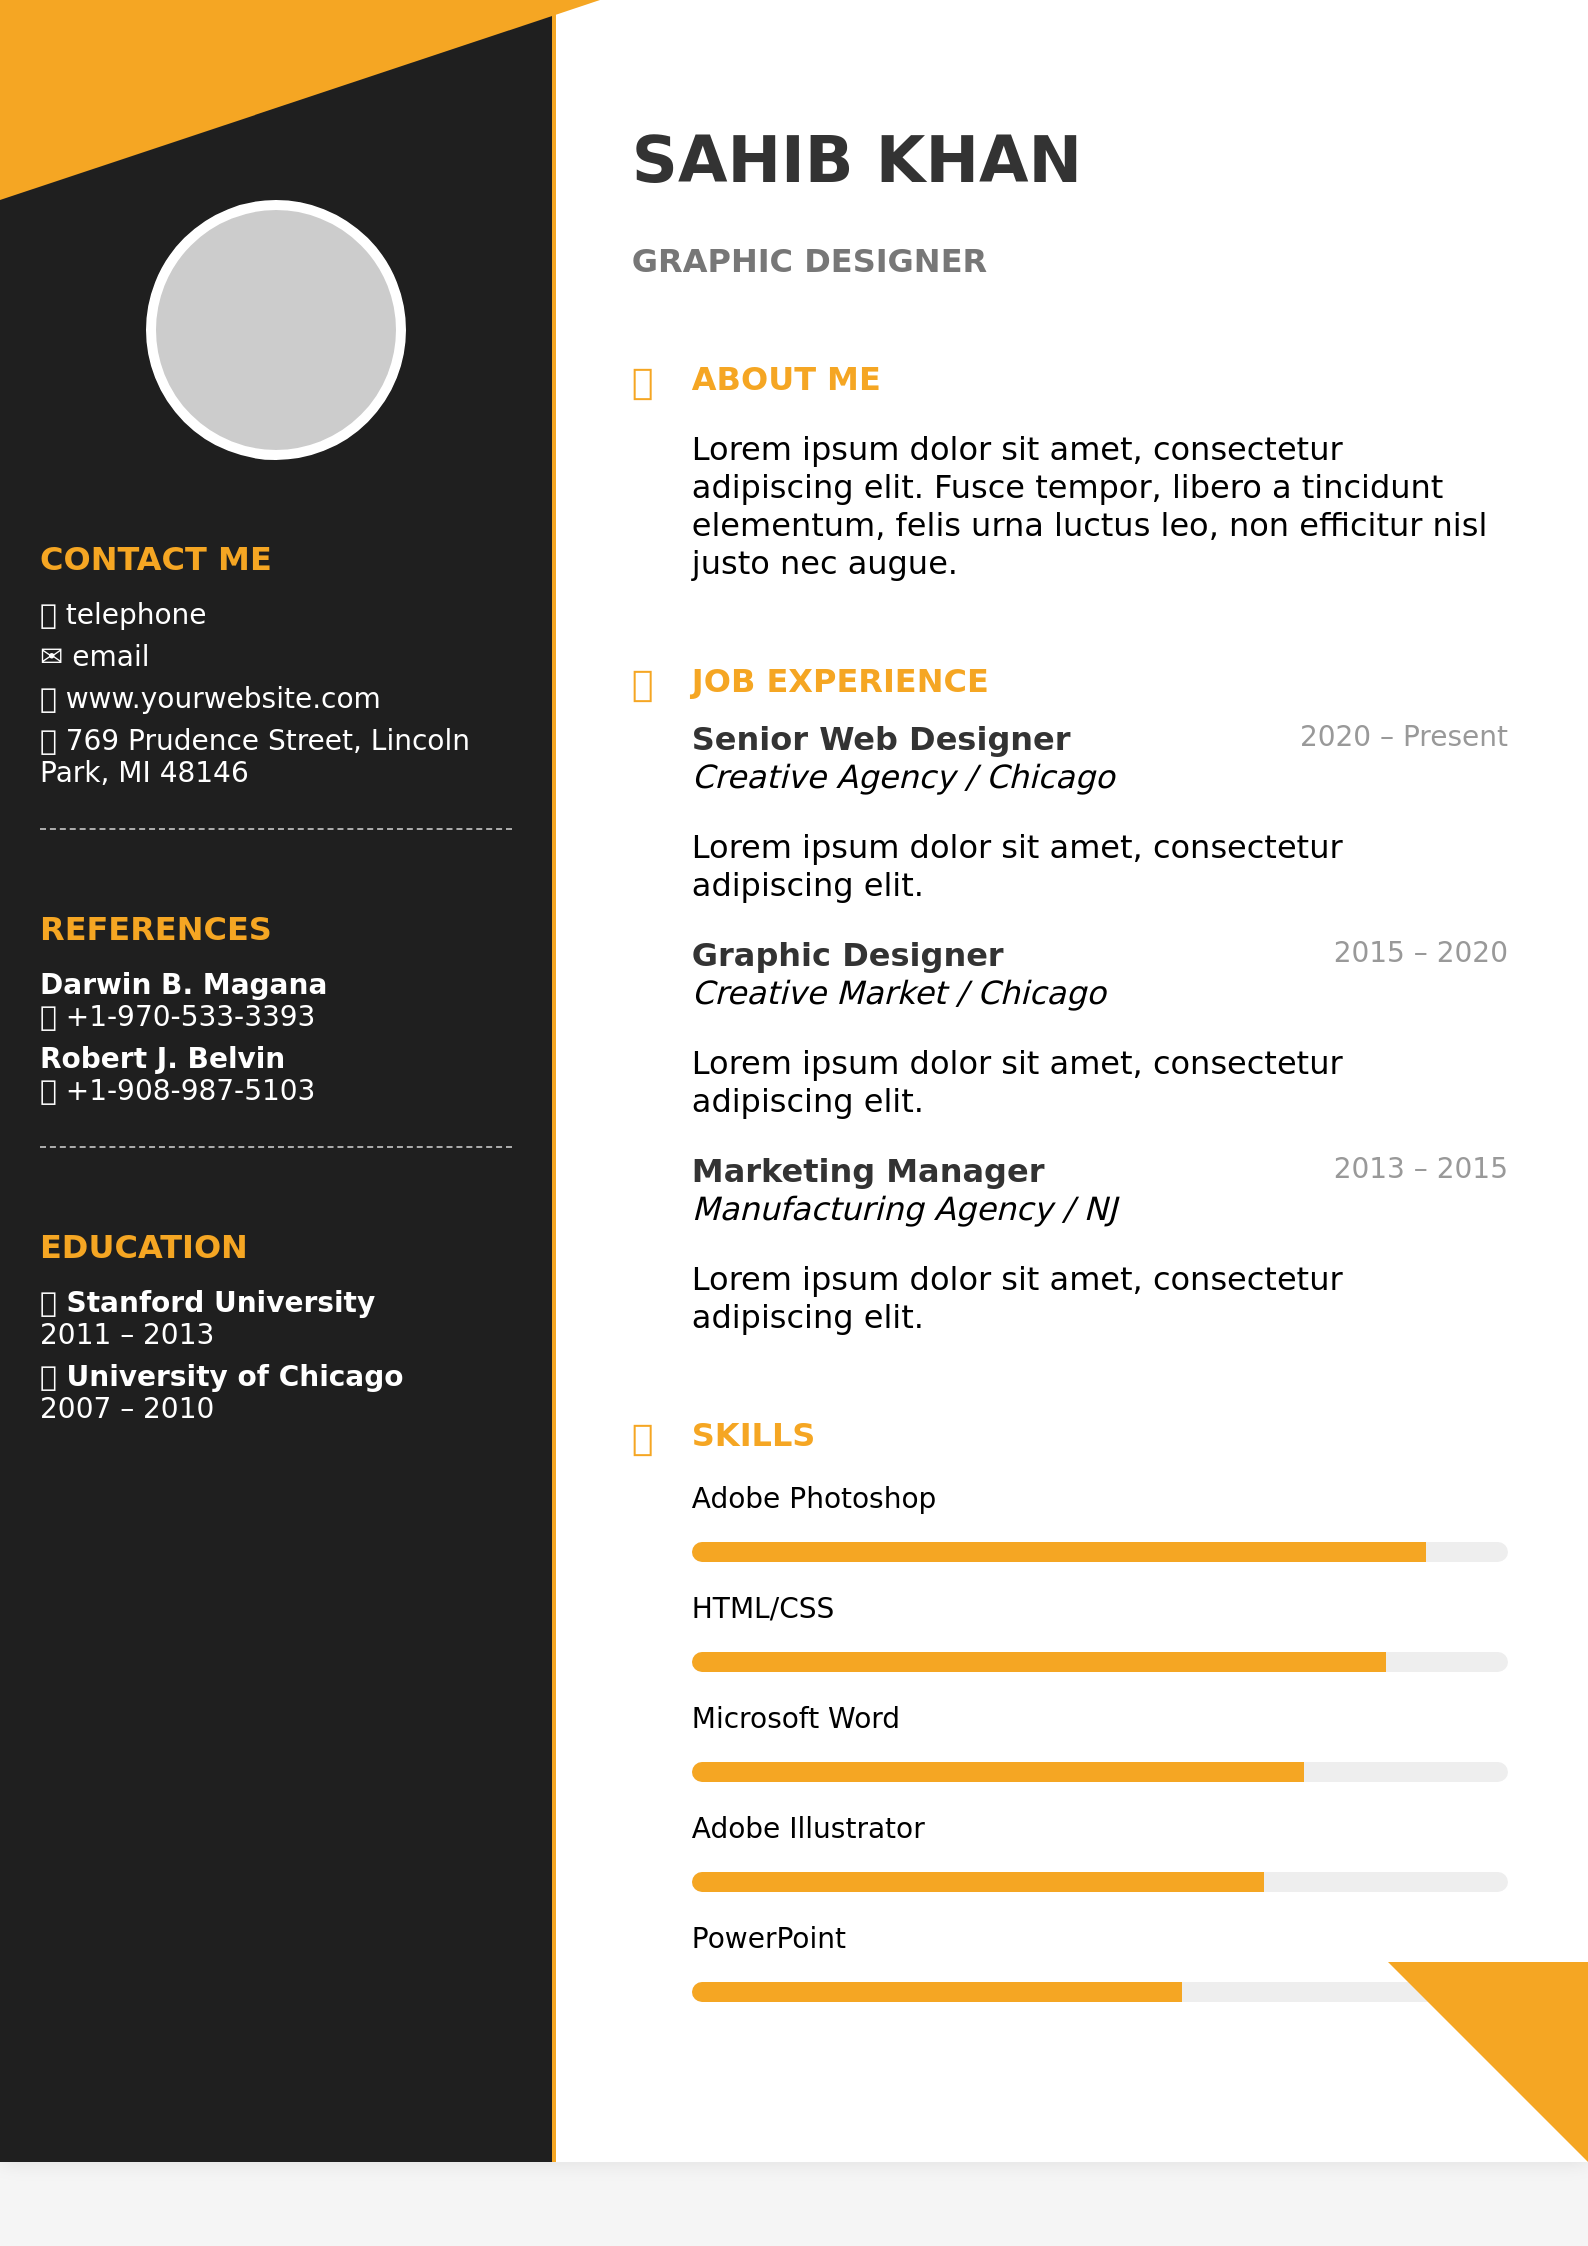 CONTACT ME
telephone
✉ email
www.yourwebsite.com
769 Prudence Street, Lincoln
Park, MI 48146
REFERENCES
Darwin B. Magana
+1-970-533-3393
Robert J. Belvin
+1-908-987-5103
EDUCATION
Stanford University
2011 – 2013
University of Chicago
2007 – 2010
SAHIB KHAN
GRAPHIC DESIGNER
ABOUT ME
Lorem ipsum dolor sit amet, consectetur
adipiscing elit. Fusce tempor, libero a tincidunt
elementum, felis urna luctus leo, non efficitur nisl
justo nec augue.
JOB EXPERIENCE
Senior Web Designer 2020 – Present
Creative Agency / Chicago
Lorem ipsum dolor sit amet, consectetur
adipiscing elit.
Graphic Designer 2015 – 2020
Creative Market / Chicago
Lorem ipsum dolor sit amet, consectetur
adipiscing elit.
Marketing Manager 2013 – 2015
Manufacturing Agency / NJ
Lorem ipsum dolor sit amet, consectetur
adipiscing elit.
SKILLS
Adobe Photoshop
HTML/CSS
Microsoft Word
Adobe Illustrator
PowerPoint